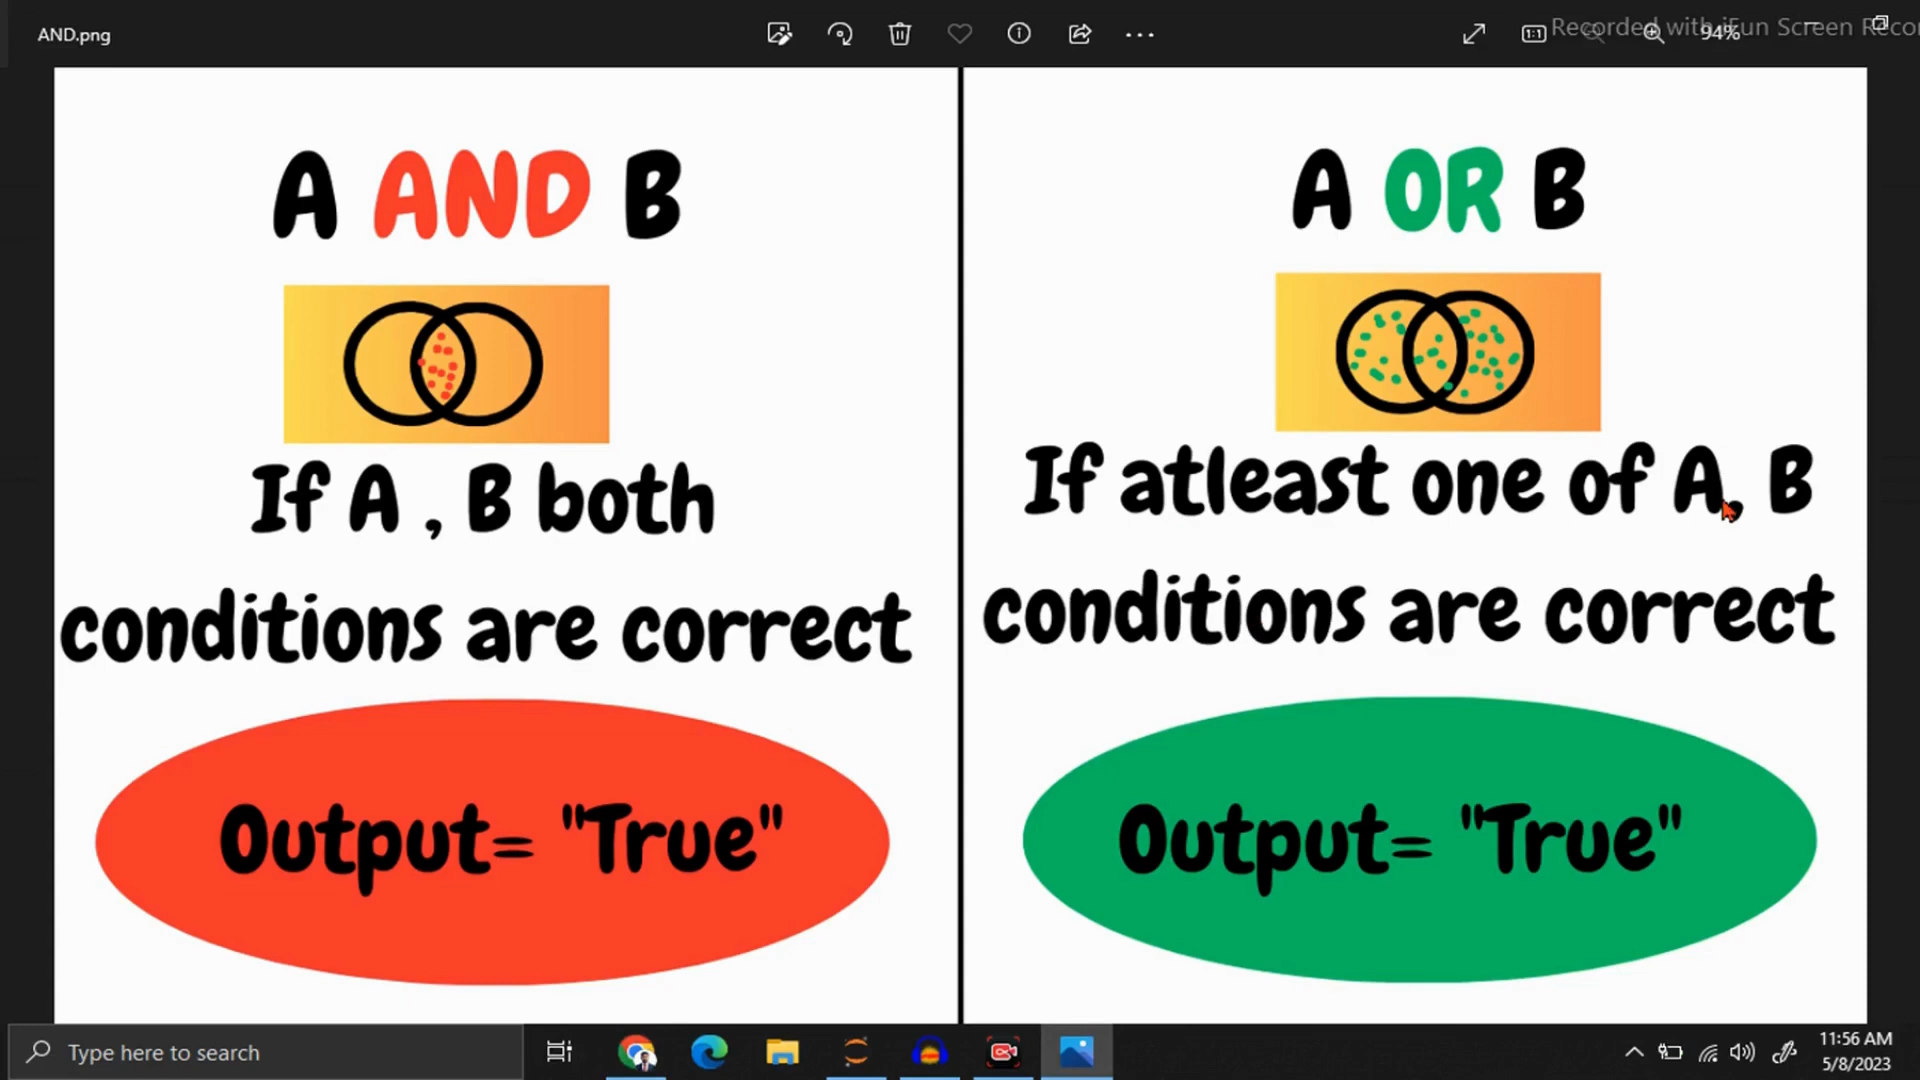 AND.png
Recorded with iFun Screen Reco
94%
A AND B
If A , B both
conditions are correct
Output= "True"
A OR B
If atleast one of A, B
conditions are correct
Output= "True"
Type here to search
11:56 AM
5/8/2023